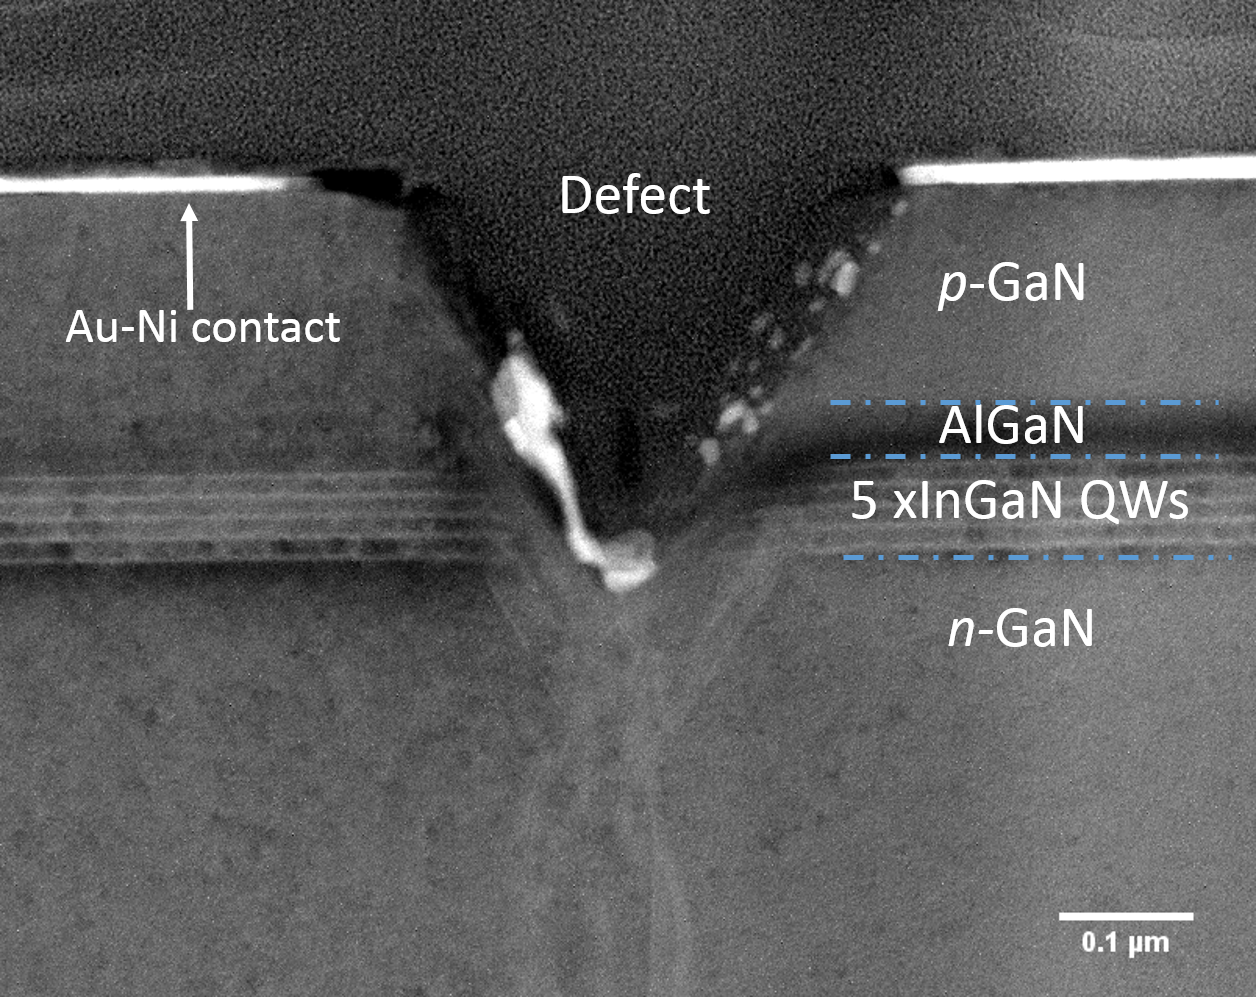 Defect
p-GaN
Au-Ni contact
AlGaN
5 xInGaN QWs
n-GaN
0.1 µm